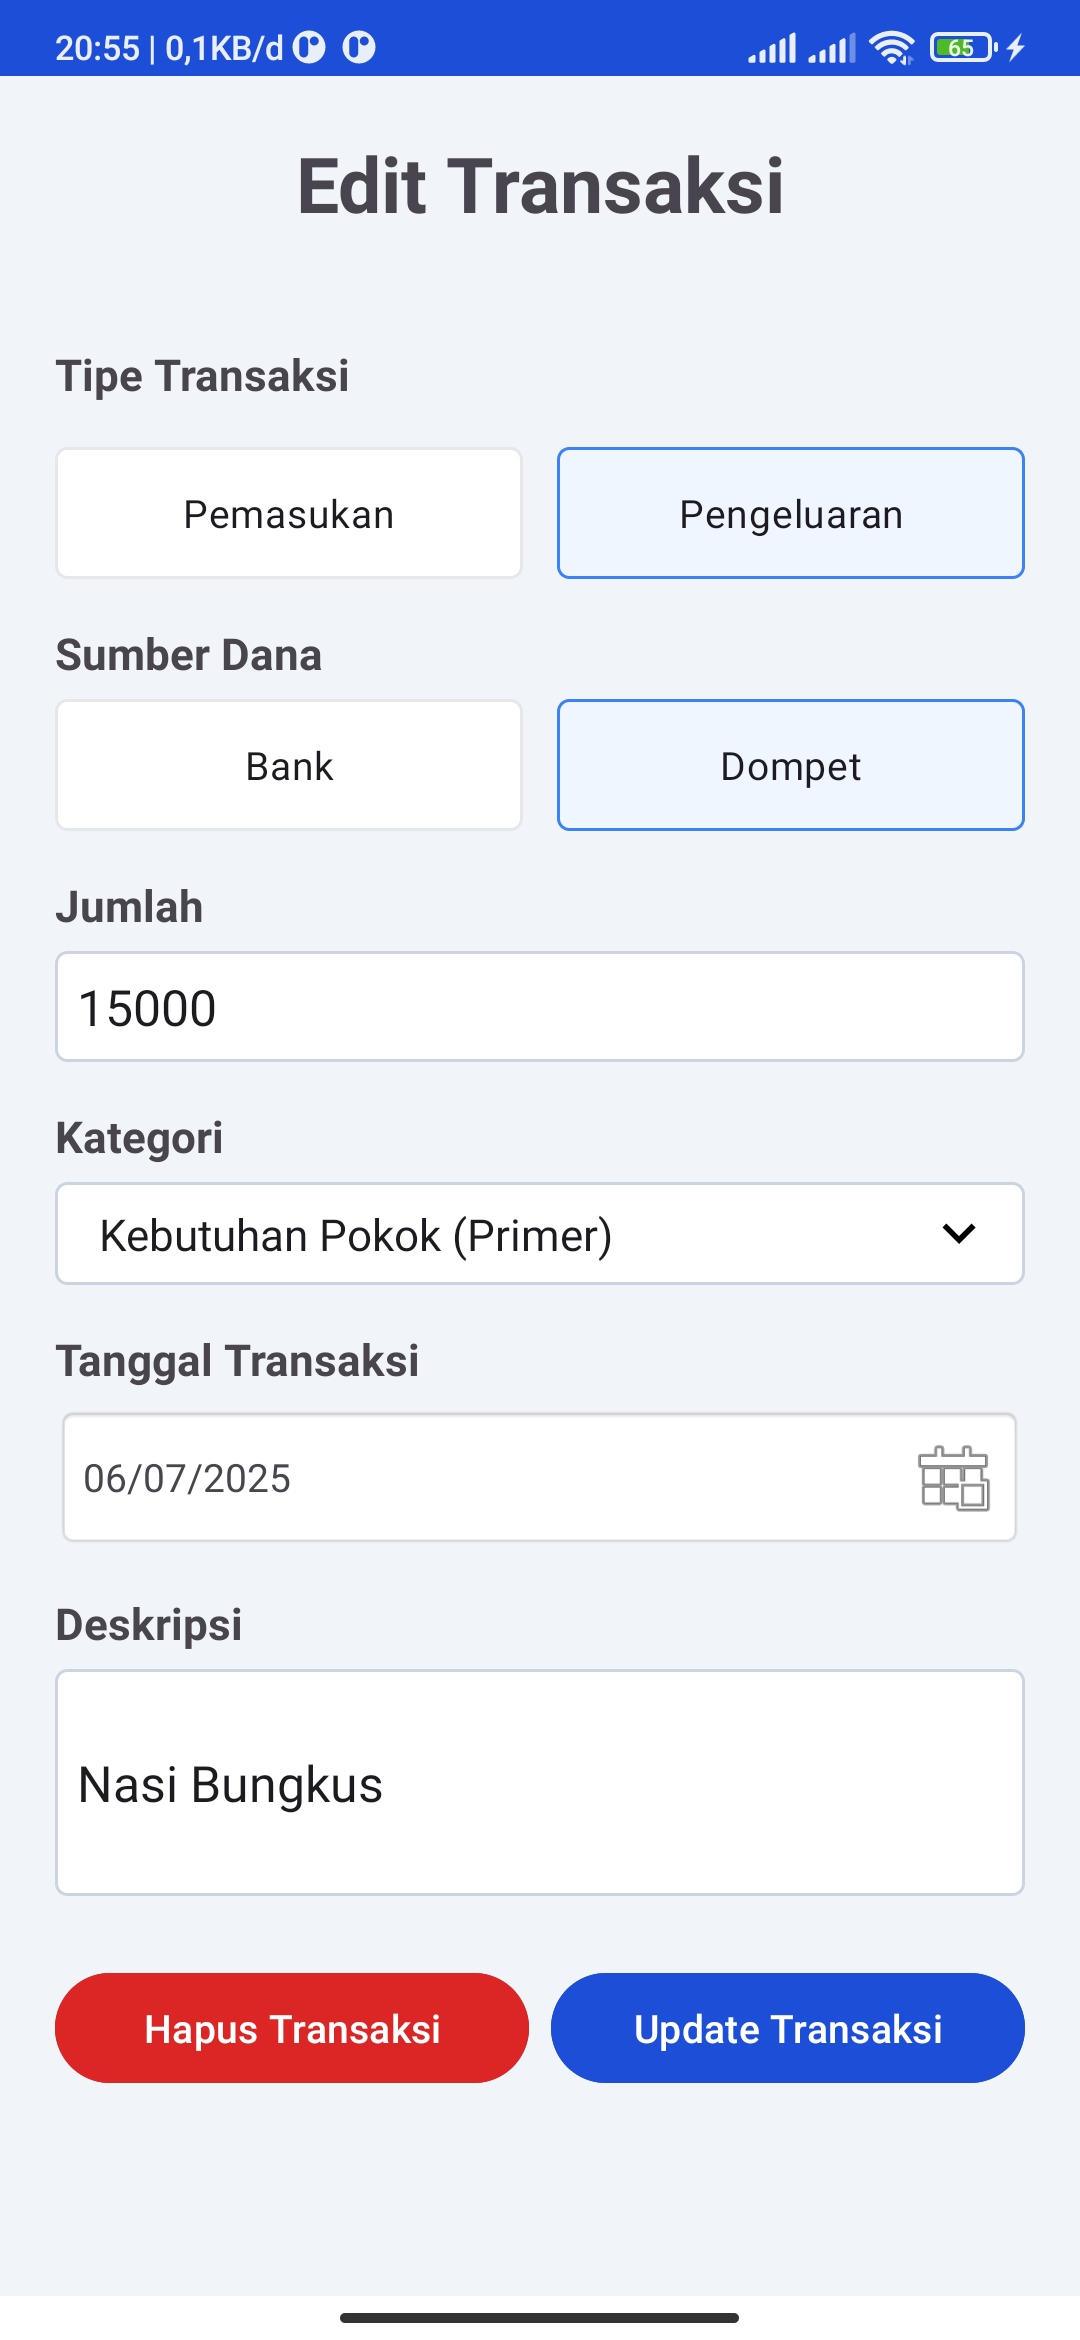 20:55 | 0,1KB/d
65
Edit Transaksi
Tipe Transaksi
Pemasukan
Pengeluaran
Sumber Dana
Bank
Dompet
Jumlah
15000
Kategori
Kebutuhan Pokok (Primer)
Tanggal Transaksi
06/07/2025
Deskripsi
Nasi Bungkus
Hapus Transaksi
Update Transaksi